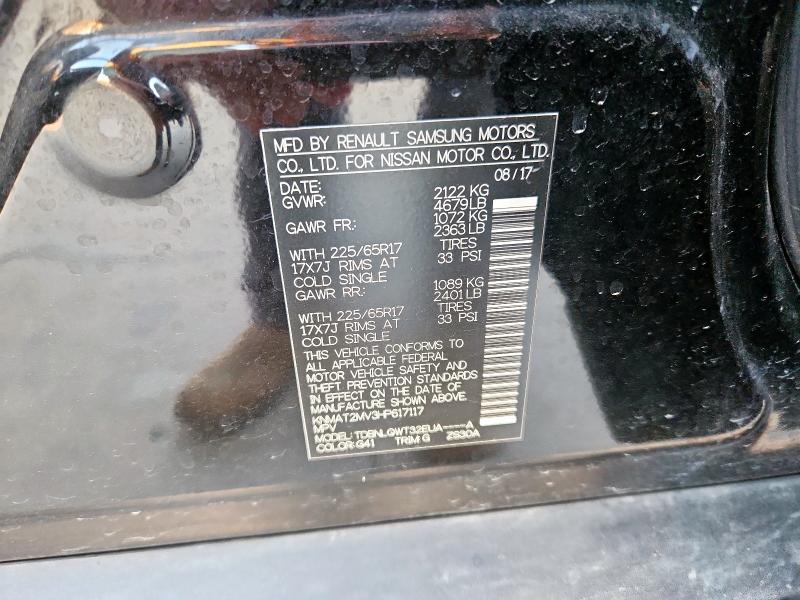 MFD BY RENAULT SAMSUNG MOTORS
CO., LTD. FOR NISSAN MOTOR CO., LTD.
DATE: 08/17
GVWR: 2122 KG
4679 LB
GAWR FR: 1072 KG
2363 LB
WITH 225/65R17 TIRES
17X7J RIMS AT 33 PSI
COLD SINGLE
GAWR RR: 1089 KG
2401 LB
WITH 225/65R17 TIRES
17X7J RIMS AT 33 PSI
COLD SINGLE
THIS VEHICLE CONFORMS TO
ALL APPLICABLE FEDERAL
MOTOR VEHICLE SAFETY AND
THEFT PREVENTION STANDARDS
IN EFFECT ON THE DATE OF
MANUFACTURE SHOWN ABOVE.
KNMAT2MV3HP617117
MPV
MODEL: TDBNLGWT32EUA----A
COLOR:G41 TRIM:G ZS30A